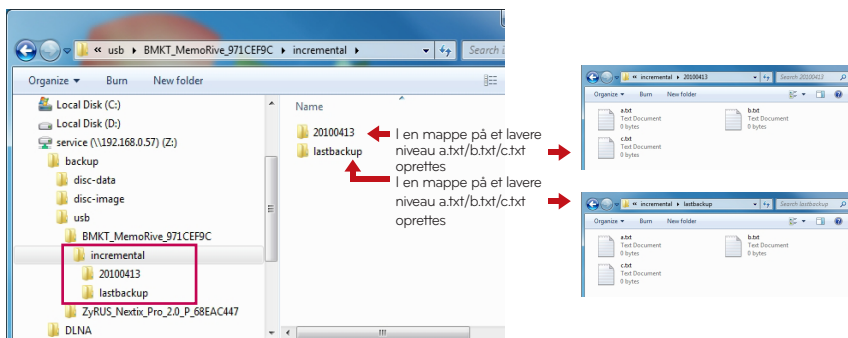 « usb ▸ BMKT_MemoRive_971CEF9C ▸ incremental ▸
Search i
Organize ▾ Burn New folder
Local Disk (C:)
Local Disk (D:)
service (\\192.168.0.57) (Z:)
backup
disc-data
disc-image
usb
BMKT_MemoRive_971CEF9C
incremental
20100413
lastbackup
ZyRUS_Nextix_Pro_2.0_P_68EAC447
DLNA
Name
20100413
lastbackup
I en mappe på et lavere
niveau a.txt/b.txt/c.txt
oprettes
I en mappe på et lavere
niveau a.txt/b.txt/c.txt
oprettes
« incremental ▸ 20100413
Search 20100413
Organize ▾ Burn New folder
a.txt
Text Document
0 bytes
b.txt
Text Document
0 bytes
c.txt
Text Document
0 bytes
« incremental ▸ lastbackup
Search lastbackup
Organize ▾ Burn New folder
a.txt
Text Document
0 bytes
b.txt
Text Document
0 bytes
c.txt
Text Document
0 bytes